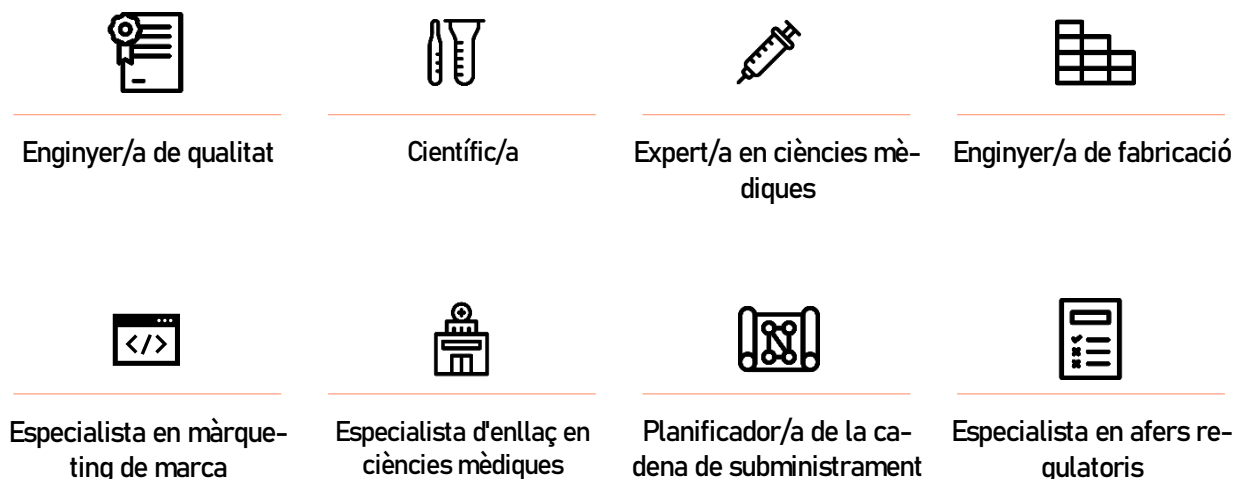 Enginyer/a de qualitat
Científic/a
Expert/a en ciències mè-
diques
Enginyer/a de fabricació
</>
Especialista en màrque-
ting de marca
Especialista d'enllaç en
ciències mèdiques
Planificador/a de la ca-
dena de subministrament
Especialista en afers re-
gulatoris